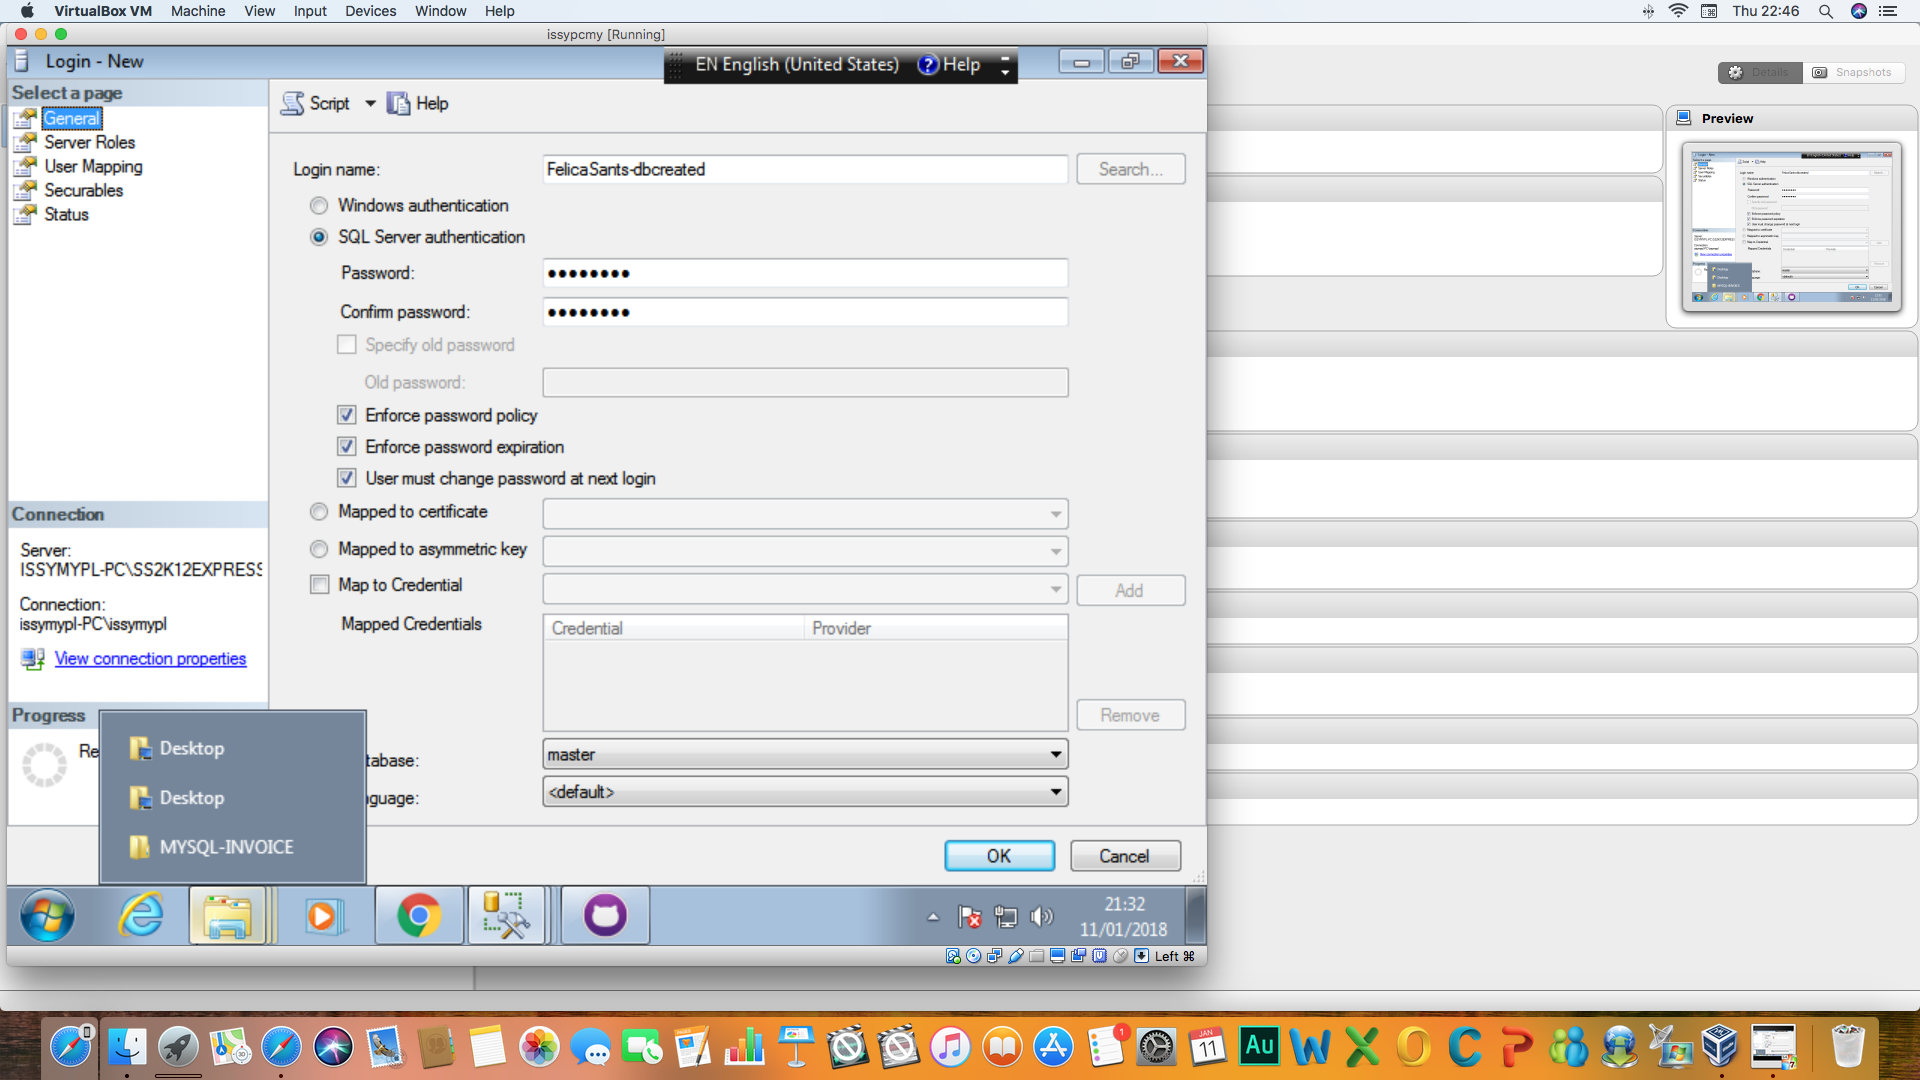 VirtualBox VM Machine View Input Devices Window Help Thu 22:46
issypcmy [Running]
Login - New
EN English (United States) Help
Details Snapshots
Select a page
General
Server Roles
User Mapping
Securables
Status
Script Help
Preview
Login name: FelicaSants-dbcreated Search...
Windows authentication
SQL Server authentication
Password: ●●●●●●●●
Confirm password: ●●●●●●●●
Specify old password
Old password:
Enforce password policy
Enforce password expiration
User must change password at next login
Mapped to certificate
Mapped to asymmetric key
Map to Credential Add
Mapped Credentials Credential Provider
Remove
Connection
Server:
ISSYMYPL-PC\SS2K12EXPRESS
Connection:
issymypl-PC\issymypl
View connection properties
Progress
Re
Desktop
Desktop
MYSQL-INVOICE
tabase: master
guage: <default>
OK Cancel
21:32
11/01/2018
Left ⌘
PAGES
1
JAN
11
Au